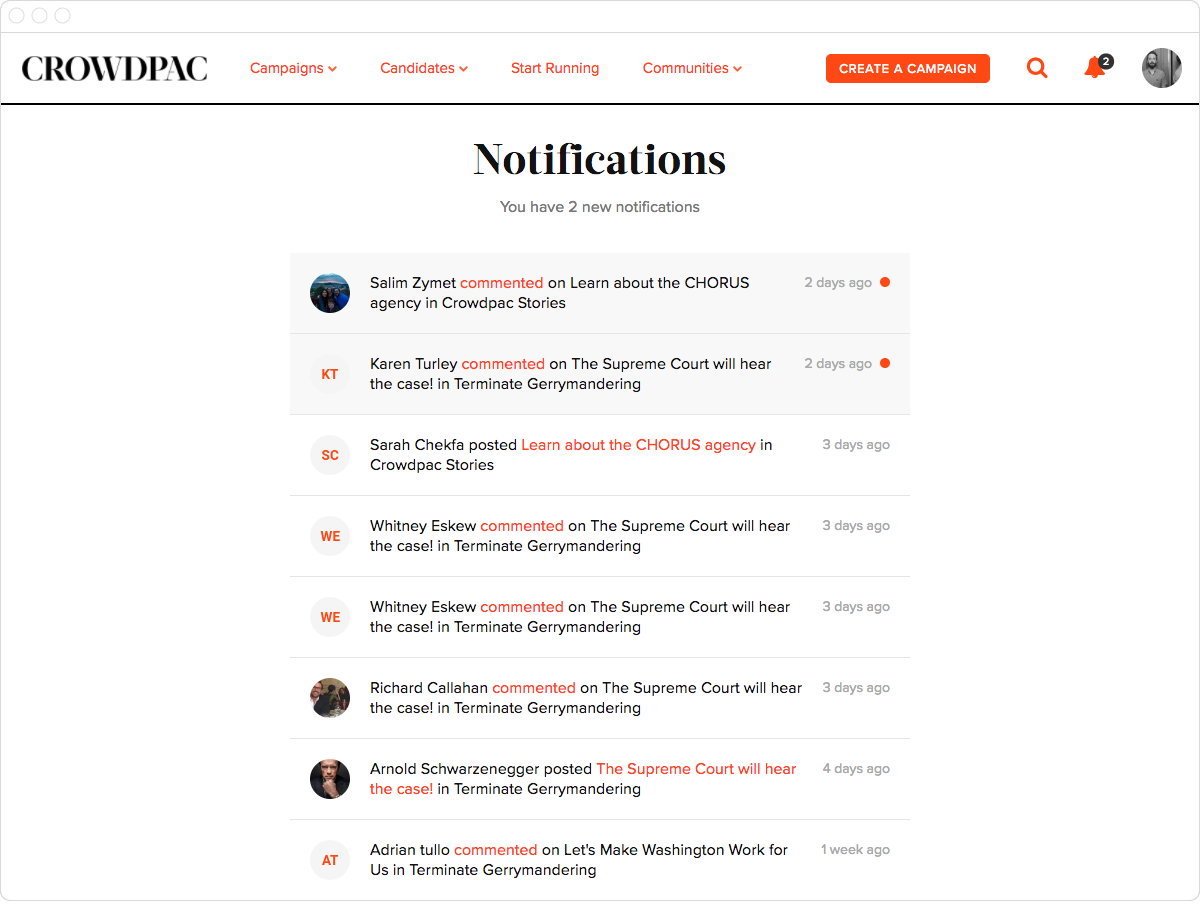 CROWDPAC
Campaigns
Candidates
Start Running
Communities
CREATE A CAMPAIGN
2
Notifications
You have 2 new notifications
Salim Zymet commented on Learn about the CHORUS
agency in Crowdpac Stories
2 days ago
KT
Karen Turley commented on The Supreme Court will hear
the case! in Terminate Gerrymandering
2 days ago
SC
Sarah Chekfa posted Learn about the CHORUS agency in
Crowdpac Stories
3 days ago
WE
Whitney Eskew commented on The Supreme Court will hear
the case! in Terminate Gerrymandering
3 days ago
WE
Whitney Eskew commented on The Supreme Court will hear
the case! in Terminate Gerrymandering
3 days ago
Richard Callahan commented on The Supreme Court will hear
the case! in Terminate Gerrymandering
3 days ago
Arnold Schwarzenegger posted The Supreme Court will hear
the case! in Terminate Gerrymandering
4 days ago
AT
Adrian tullo commented on Let's Make Washington Work for
Us in Terminate Gerrymandering
1 week ago